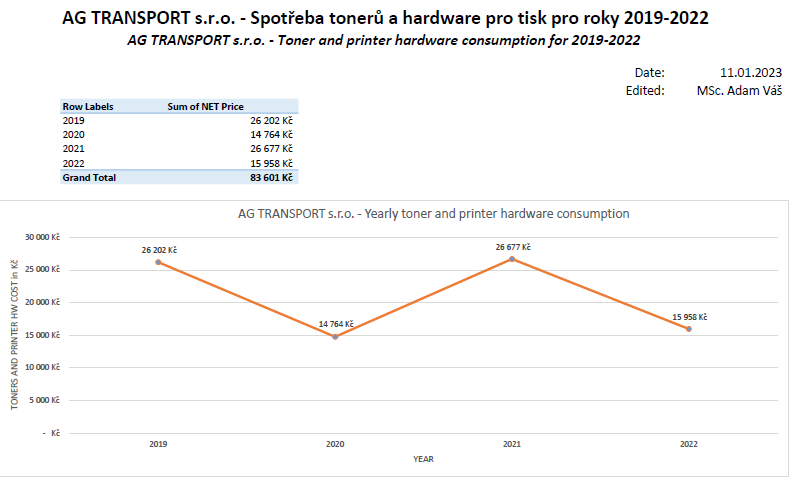 AG TRANSPORT s.r.o. - Spotřeba tonerů a hardware pro tisk pro roky 2019-2022
AG TRANSPORT s.r.o. - Toner and printer hardware consumption for 2019-2022
Date: 11.01.2023
Edited: MSc. Adam Váš
Row Labels Sum of NET Price
2019 26 202 Kč
2020 14 764 Kč
2021 26 677 Kč
2022 15 958 Kč
Grand Total 83 601 Kč
AG TRANSPORT s.r.o. - Yearly toner and printer hardware consumption
TONERS AND PRINTER HW COST in Kč
30 000 Kč
25 000 Kč
20 000 Kč
15 000 Kč
10 000 Kč
5 000 Kč
- Kč
26 202 Kč
14 764 Kč
26 677 Kč
15 958 Kč
2019 2020 2021 2022
YEAR